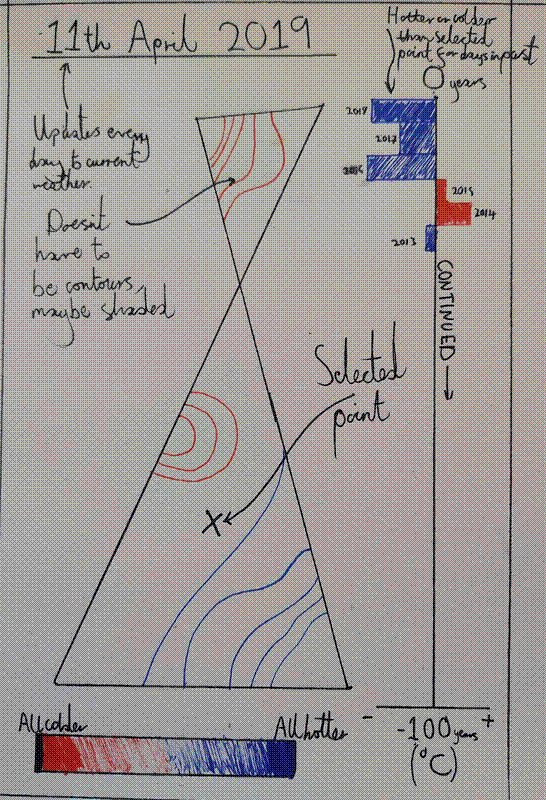 11th April 2019
Hotter or colder
than selected
point for days in past
0 years
2018
2017
2016
2015
2014
2013
Updates every
day to current
weather.
Doesn't
have to
be contours,
maybe shaded
CONTINUED
Selected
point
All colder
All hotter
- +
-100 years
(°C)